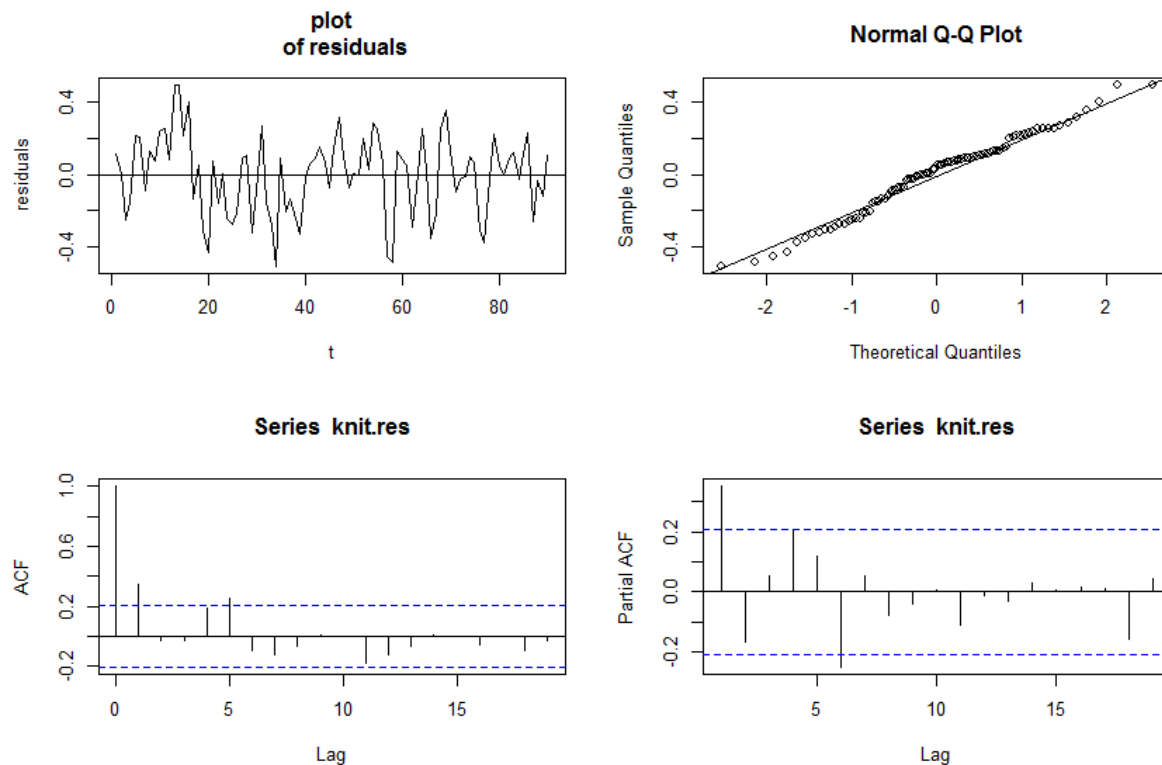 plot
of residuals
residuals
0.4
0.0
-0.4
0
20
40
60
80
t
Normal Q-Q Plot
Sample Quantiles
0.4
0.0
-0.4
-2
-1
0
1
2
Theoretical Quantiles
Series knit.res
ACF
1.0
0.6
0.2
-0.2
0
5
10
15
Lag
Series knit.res
Partial ACF
0.2
0.0
-0.2
5
10
15
Lag